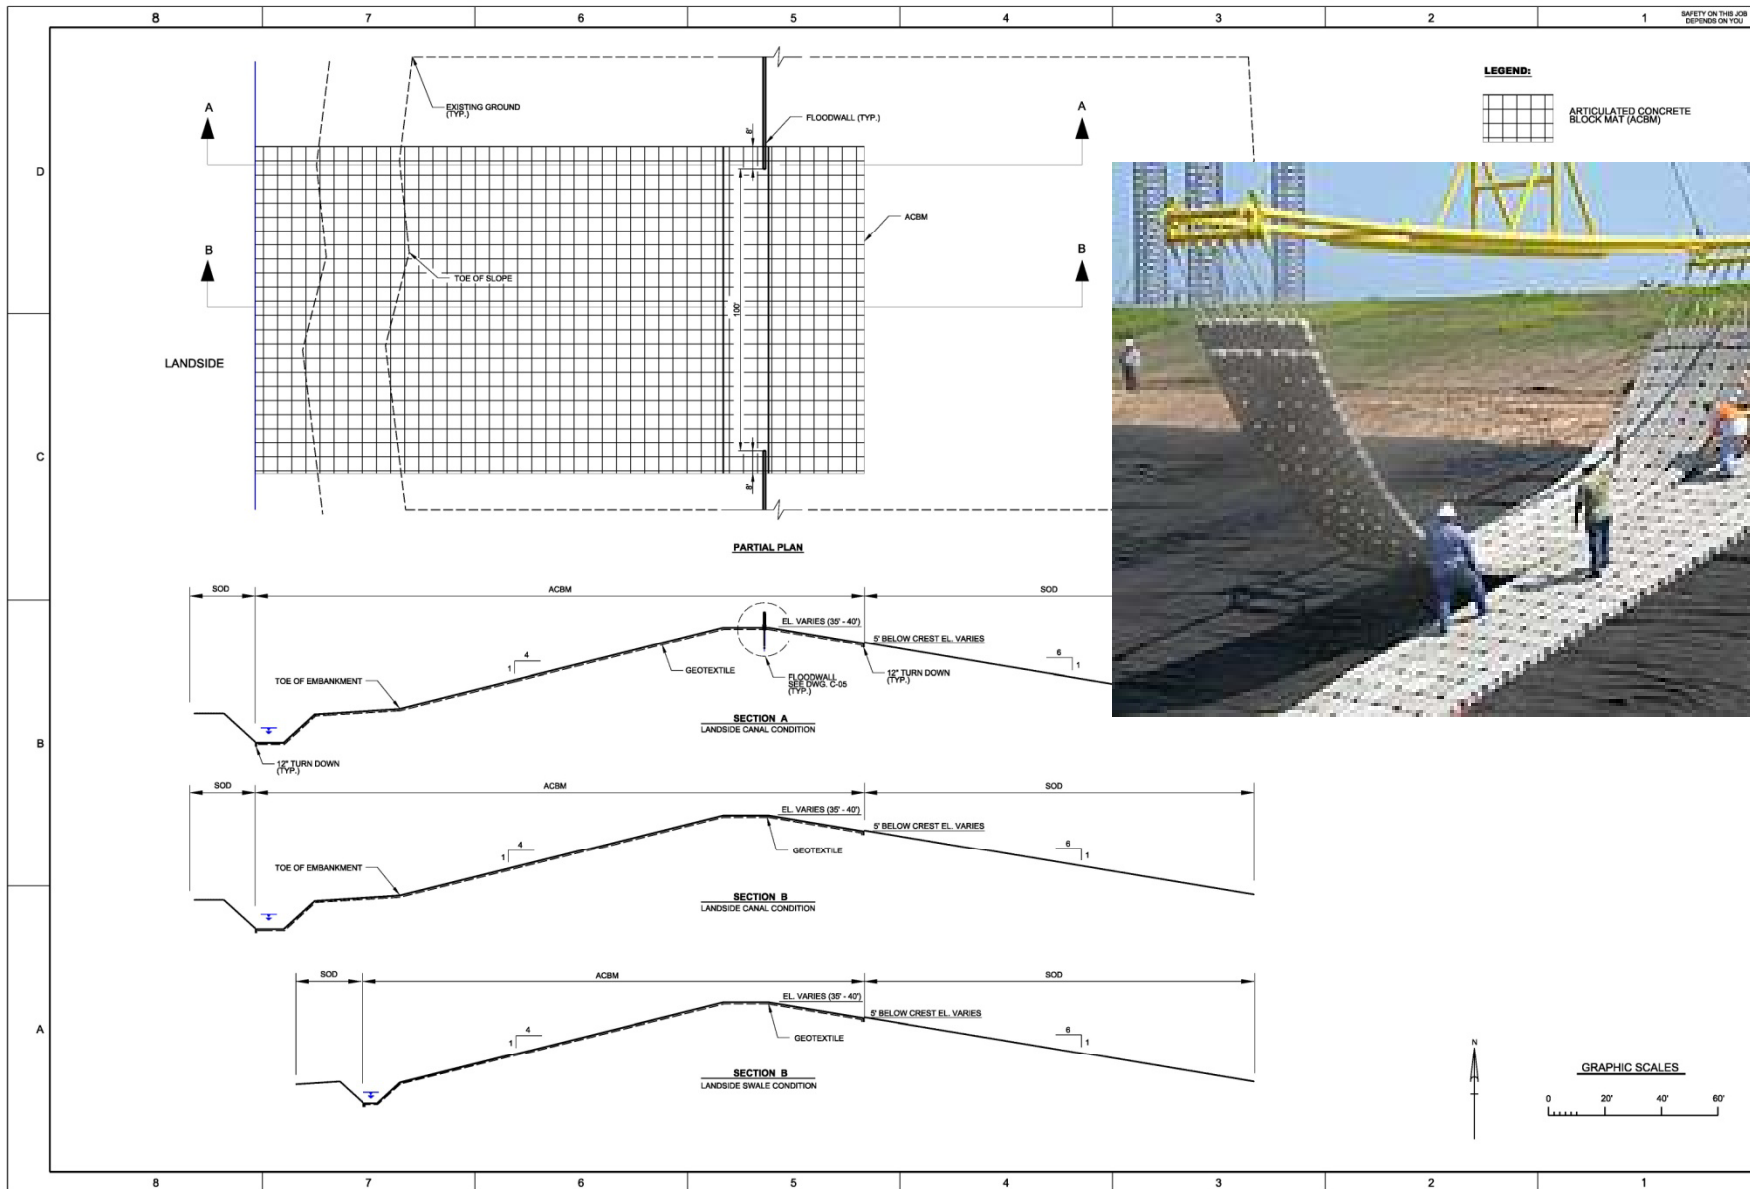 8 7 6 5 4 3 2 1
SAFETY ON THIS JOB
DEPENDS ON YOU
D
C
B
A
A
A
B
B
EXISTING GROUND
(TYP.)
8'
FLOODWALL (TYP.)
ACBM
TOE OF SLOPE
100'
LANDSIDE
8'
PARTIAL PLAN
LEGEND:
ARTICULATED CONCRETE
BLOCK MAT (ACBM)
SOD
ACBM
SOD
EL. VARIES (35' - 40')
5' BELOW CREST EL. VARIES
4
1
6
1
GEOTEXTILE
FLOODWALL
SEE DWG. C-05
(TYP.)
12" TURN DOWN
(TYP.)
TOE OF EMBANKMENT
SECTION A
LANDSIDE CANAL CONDITION
12" TURN DOWN
(TYP.)
SOD
ACBM
SOD
EL. VARIES (35' - 40')
5' BELOW CREST EL. VARIES
4
1
6
1
GEOTEXTILE
TOE OF EMBANKMENT
SECTION B
LANDSIDE CANAL CONDITION
SOD
ACBM
SOD
EL. VARIES (35' - 40')
5' BELOW CREST EL. VARIES
4
1
6
1
GEOTEXTILE
SECTION B
LANDSIDE SWALE CONDITION
N
GRAPHIC SCALES
0 20' 40' 60'
8 7 6 5 4 3 2 1